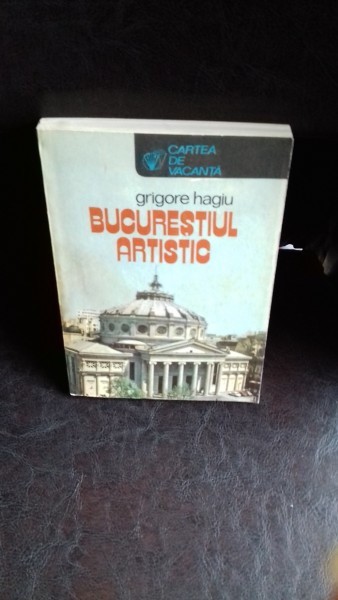 CARTEA
DE
VACANȚĂ
grigore hagiu
BUCUREȘTIUL
ARTISTIC